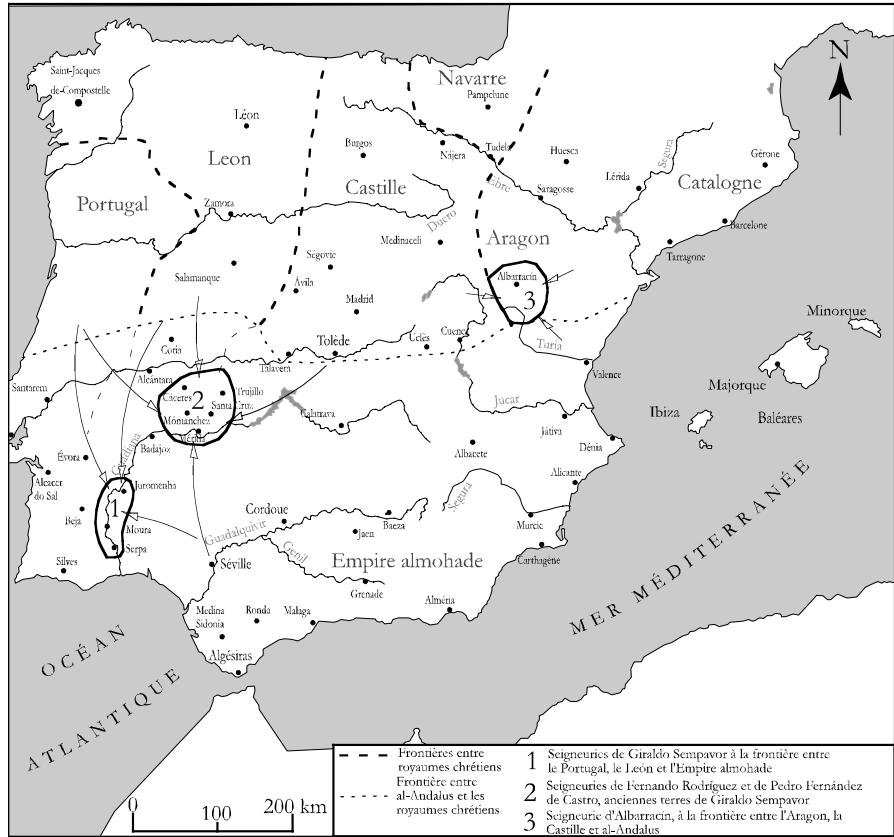 N
Saint-Jacques
de-Compostelle
Navarre
Pampelune
Léon
Leon
Burgos
Nájera
Tudela
Huesca
Segura
Gérone
Castille
Ebre
Saragosse
Lérida
Catalogne
Portugal
Zamora
Duero
Barcelone
Medinaceli
Aragon
Tarragone
Ségovie
Salamanque
Ávila
Albarracín
3
Madrid
Minorque
Coria
Tolède
Uclès
Cuenca
Turia
Talavera
Valence
Majorque
Santarem
Alcántara
Cáceres
2
Trujillo
Santa Cruz
Montanchez
Mérida
Calatrava
Jucar
Ibiza
Baléares
Játiva
Dénia
Badajoz
Guadiana
Évora
Albacete
Alicante
Alcacer
do Sal
Juromenha
1
Beja
Moura
Serpa
Cordoue
Baeza
Segura
Jaen
Murcie
Guadalquivir
Genil
Empire almohade
Carthagène
Silves
Séville
Grenade
Alméria
Medina
Sidonia
Ronda
Malaga
Algésiras
MER MÉDITERRANÉE
OCÉAN
ATLANTIQUE
0 100 200 km
Frontières entre
royaumes chrétiens
Frontière entre
al-Andalus et les
royaumes chrétiens
1 Seigneuries de Giraldo Sempavor à la frontière entre
le Portugal, le León et l'Empire almohade
2 Seigneuries de Fernando Rodríguez et de Pedro Fernández
de Castro, anciennes terres de Giraldo Sempavor
3 Seigneurie d'Albarracín, à la frontière entre l'Aragon, la
Castille et al-Andalus